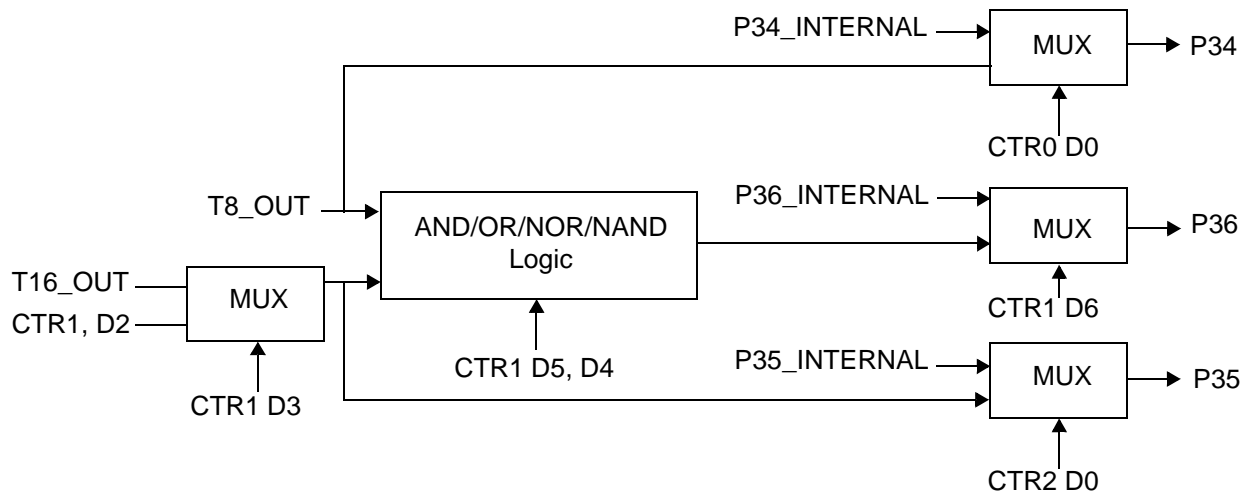 P34_INTERNAL
MUX
P34
CTR0 D0
T8_OUT
AND/OR/NOR/NAND
Logic
P36_INTERNAL
MUX
P36
CTR1 D6
T16_OUT
CTR1, D2
MUX
CTR1 D3
CTR1 D5, D4
P35_INTERNAL
MUX
P35
CTR2 D0